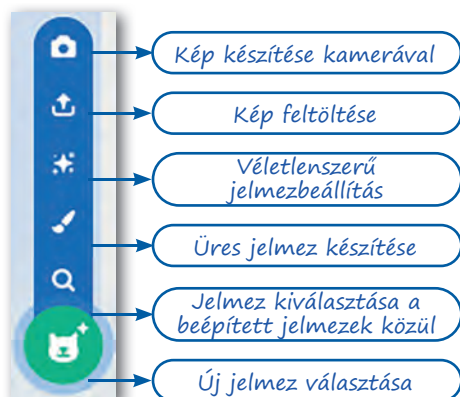 Kép készítése kamerával
Kép feltöltése
Véletlenszerű
jelmezbeállítás
Üres jelmez készítése
Jelmez kiválasztása a
beépített jelmezek közül
Új jelmez választása